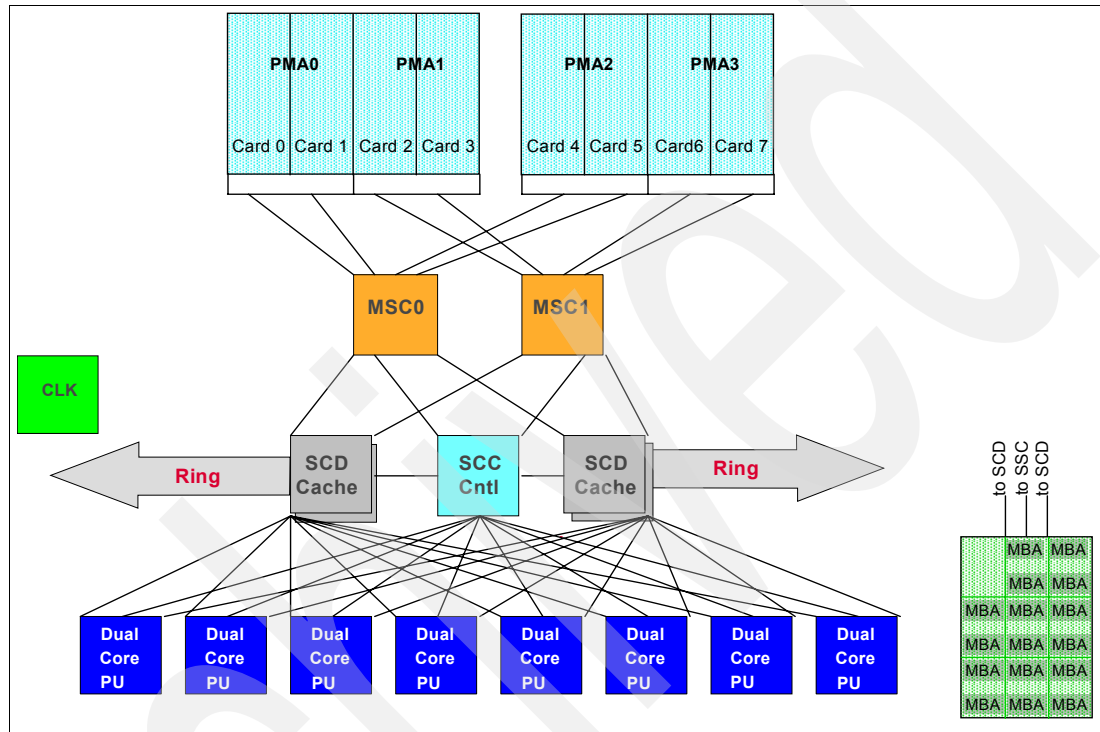 PMA0 PMA1 PMA2 PMA3
Card 0 Card 1 Card 2 Card 3 Card 4 Card 5 Card6 Card 7
MSC0 MSC1
CLK
Ring
SCD
Cache
SCC
Cntl
SCD
Cache
Ring
to SCD
to SSC
to SCD
MBA MBA
MBA MBA
MBA MBA MBA
MBA MBA MBA
MBA MBA MBA
MBA MBA MBA
Dual
Core
PU
Dual
Core
PU
Dual
Core
PU
Dual
Core
PU
Dual
Core
PU
Dual
Core
PU
Dual
Core
PU
Dual
Core
PU